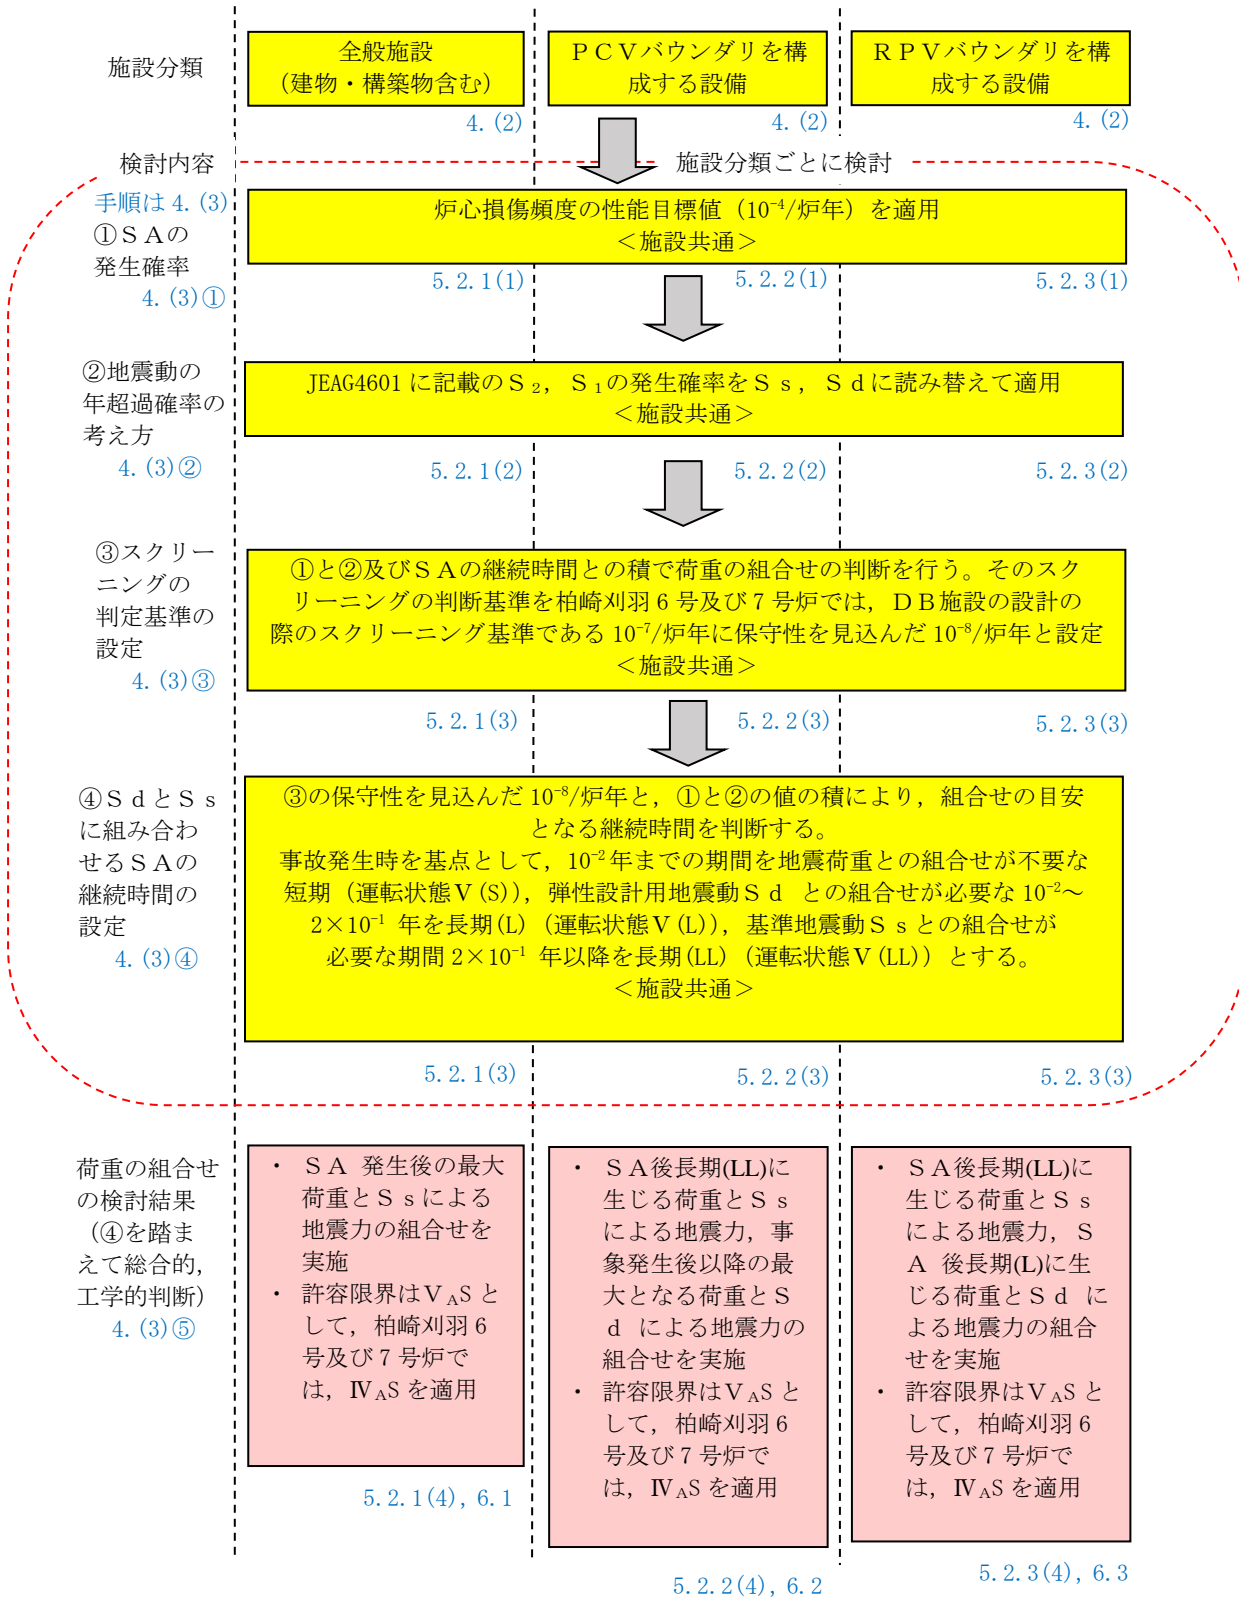 施設分類
全般施設
（建物・構築物含む）
ＰＣＶバウンダリを構
成する設備
ＲＰＶバウンダリを構
成する設備
4. (2)
4. (2)
4. (2)
検討内容
施設分類ごとに検討
手順は 4. (3)
①ＳＡの
発生確率
4. (3)①
炉心損傷頻度の性能目標値（10⁻⁴/炉年）を適用
＜施設共通＞
5. 2. 1(1)
5. 2. 2(1)
5. 2. 3(1)
②地震動の
年超過確率の
考え方
4. (3)②
JEAG4601 に記載のＳ₂，Ｓ₁の発生確率をＳｓ，Ｓｄに読み替えて適用
＜施設共通＞
5. 2. 1(2)
5. 2. 2(2)
5. 2. 3(2)
③スクリー
ニングの
判定基準の
設定
4. (3)③
①と②及びＳＡの継続時間との積で荷重の組合せの判断を行う。そのスク
リーニングの判断基準を柏崎刈羽 6 号及び 7 号炉では，ＤＢ施設の設計の
際のスクリーニング基準である 10⁻⁷/炉年に保守性を見込んだ 10⁻⁸/炉年と設定
＜施設共通＞
5. 2. 1(3)
5. 2. 2(3)
5. 2. 3(3)
④ＳｄとＳｓ
に組み合わ
せるＳＡの
継続時間の
設定
4. (3)④
③の保守性を見込んだ 10⁻⁸/炉年と，①と②の値の積により，組合せの目安
となる継続時間を判断する。
事故発生時を基点として，10⁻² 年までの期間を地震荷重との組合せが不要な
短期（運転状態Ⅴ(S)），弾性設計用地震動Ｓｄ との組合せが必要な 10⁻²～
2×10⁻¹ 年を長期(L)（運転状態Ⅴ(L)），基準地震動Ｓｓとの組合せが
必要な期間 2×10⁻¹ 年以降を長期(LL)（運転状態Ⅴ(LL)）とする。
＜施設共通＞
5. 2. 1(3)
5. 2. 2(3)
5. 2. 3(3)
荷重の組合せ
の検討結果
（④を踏ま
えて総合的，
工学的判断）
4. (3)⑤
・ ＳＡ 発生後の最大
荷重とＳｓによる
地震力の組合せを
実施
・ 許容限界はⅤAS と
して，柏崎刈羽 6
号及び 7 号炉で
は，ⅣAS を適用
5. 2. 1(4), 6.1
・ ＳＡ後長期(LL)に
生じる荷重とＳｓ
による地震力，事
象発生後以降の最
大となる荷重とＳ
ｄ による地震力の
組合せを実施
・ 許容限界はⅤAS と
して，柏崎刈羽 6
号及び 7 号炉で
は，ⅣAS を適用
5. 2. 2(4), 6.2
・ ＳＡ後長期(LL)に
生じる荷重とＳｓ
による地震力，Ｓ
Ａ 後長期(L)に生
じる荷重とＳｄ に
よる地震力の組合
せを実施
・ 許容限界はⅤAS と
して，柏崎刈羽 6
号及び 7 号炉で
は，ⅣAS を適用
5. 2. 3(4), 6.3